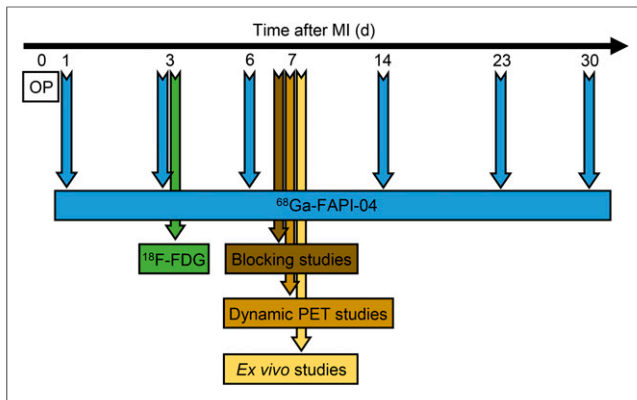 Time after MI (d)
0 1 3 6 7 14 23 30
OP
⁶⁸Ga-FAPI-04
¹⁸F-FDG Blocking studies
Dynamic PET studies
Ex vivo studies